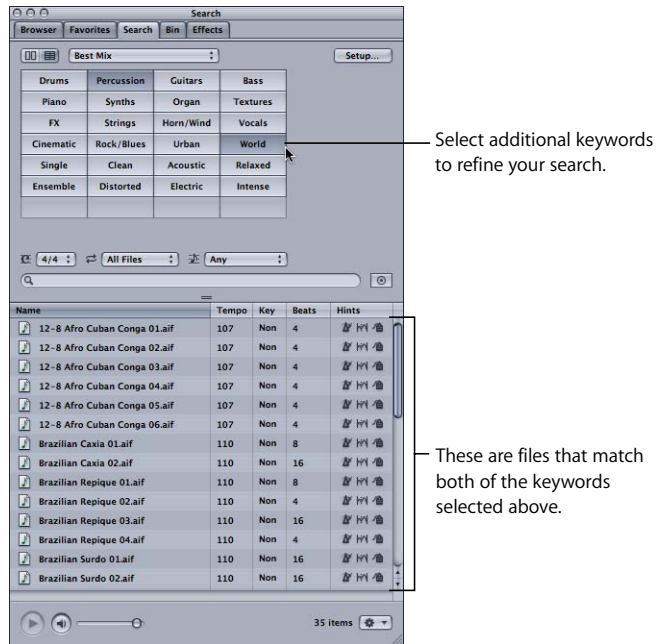 Search
Browser Favorites Search Bin Effects
Best Mix Setup...
Drums Percussion Guitars Bass
Piano Synths Organ Textures
FX Strings Horn/Wind Vocals
Cinematic Rock/Blues Urban World
Single Clean Acoustic Relaxed
Ensemble Distorted Electric Intense
Select additional keywords
to refine your search.
4/4 All Files Any
Name Tempo Key Beats Hints
12-8 Afro Cuban Conga 01.aif 107 Non 4
12-8 Afro Cuban Conga 02.aif 107 Non 4
12-8 Afro Cuban Conga 03.aif 107 Non 4
12-8 Afro Cuban Conga 04.aif 107 Non 4
12-8 Afro Cuban Conga 05.aif 107 Non 4
12-8 Afro Cuban Conga 06.aif 107 Non 4
Brazilian Caxia 01.aif 110 Non 8
Brazilian Caxia 02.aif 110 Non 16
Brazilian Repique 01.aif 110 Non 8
Brazilian Repique 02.aif 110 Non 4
Brazilian Repique 03.aif 110 Non 16
Brazilian Repique 04.aif 110 Non 4
Brazilian Surdo 01.aif 110 Non 16
Brazilian Surdo 02.aif 110 Non 16
These are files that match
both of the keywords
selected above.
35 items